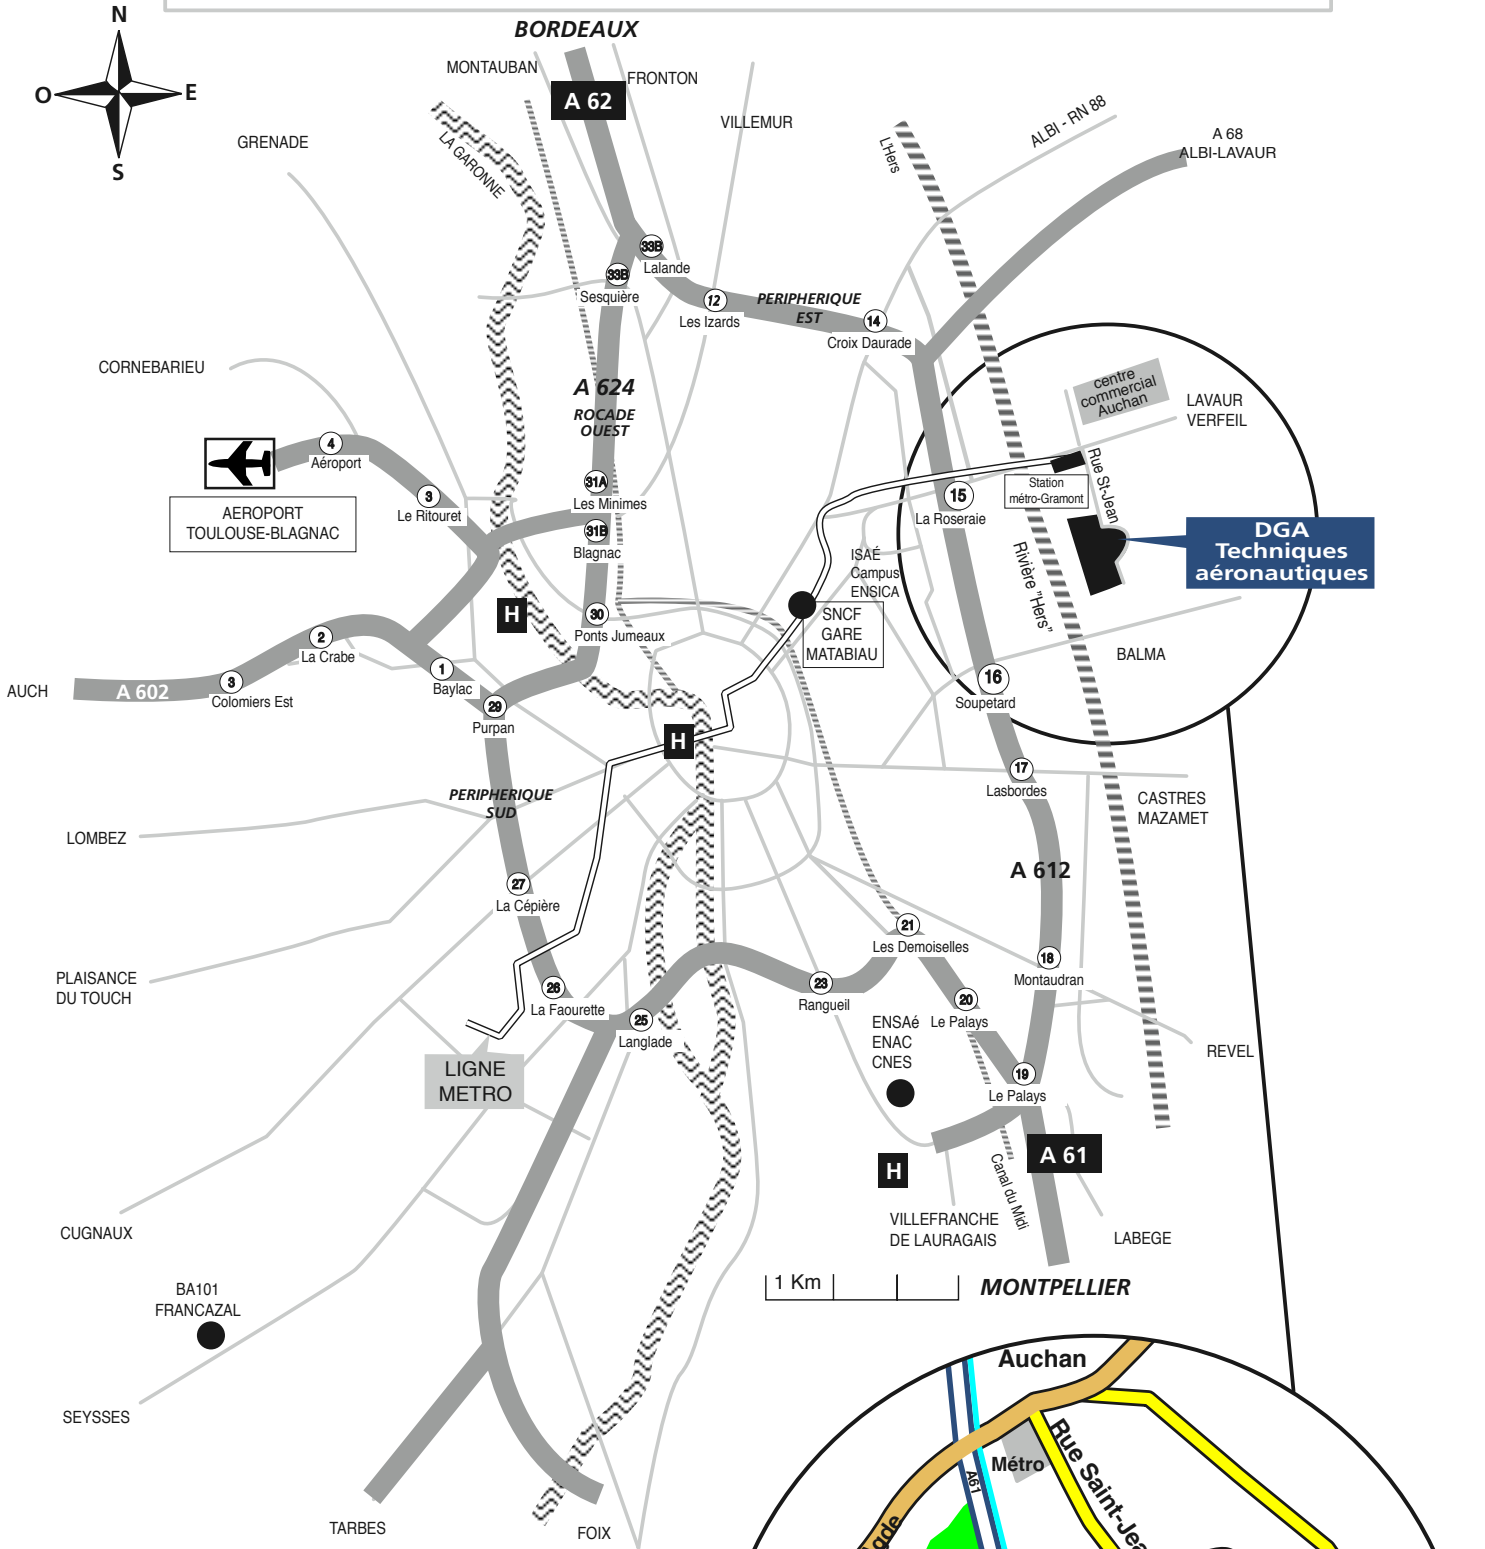 N
O
E
S
BORDEAUX
MONTAUBAN
FRONTON
A 62
VILLEMUR
GRENADE
LA GARONNE
L'Hers
ALBI - RN 88
A 68
ALBI-LAVAUR
33B
Lalande
33B
Sesquière
12
Les Izards
PERIPHERIQUE
EST
14
Croix Daurade
CORNEBARIEU
A 624
ROCADE
OUEST
centre
commercial
Auchan
LAVAUR
VERFEIL
4
Aéroport
3
Le Ritouret
AEROPORT
TOULOUSE-BLAGNAC
31A
Les Minimes
31B
Blagnac
15
La Roseraie
Station
métro-Gramont
Rue St-Jean
DGA
Techniques
aéronautiques
ISAÉ
Campus
ENSICA
Rivière "Hers"
H
30
Ponts Jumeaux
SNCF
GARE
MATABIAU
2
La Crabe
1
Baylac
3
Colomiers Est
AUCH
A 602
29
Purpan
16
Soupetard
BALMA
H
17
Lasbordes
PERIPHERIQUE
SUD
CASTRES
MAZAMET
LOMBEZ
A 612
27
La Cépière
21
Les Demoiselles
18
Montaudran
PLAISANCE
DU TOUCH
26
La Faourette
23
Rangueil
20
Le Palays
25
Langlade
ENSAé
ENAC
CNES
REVEL
LIGNE
METRO
19
Le Palays
A 61
H
Canal du Midi
VILLEFRANCHE
DE LAURAGAIS
LABEGE
CUGNAUX
BA101
FRANCAZAL
1 Km
MONTPELLIER
SEYSSES
TARBES
FOIX
Auchan
Métro
A61
Rue Saint-Jea
gde